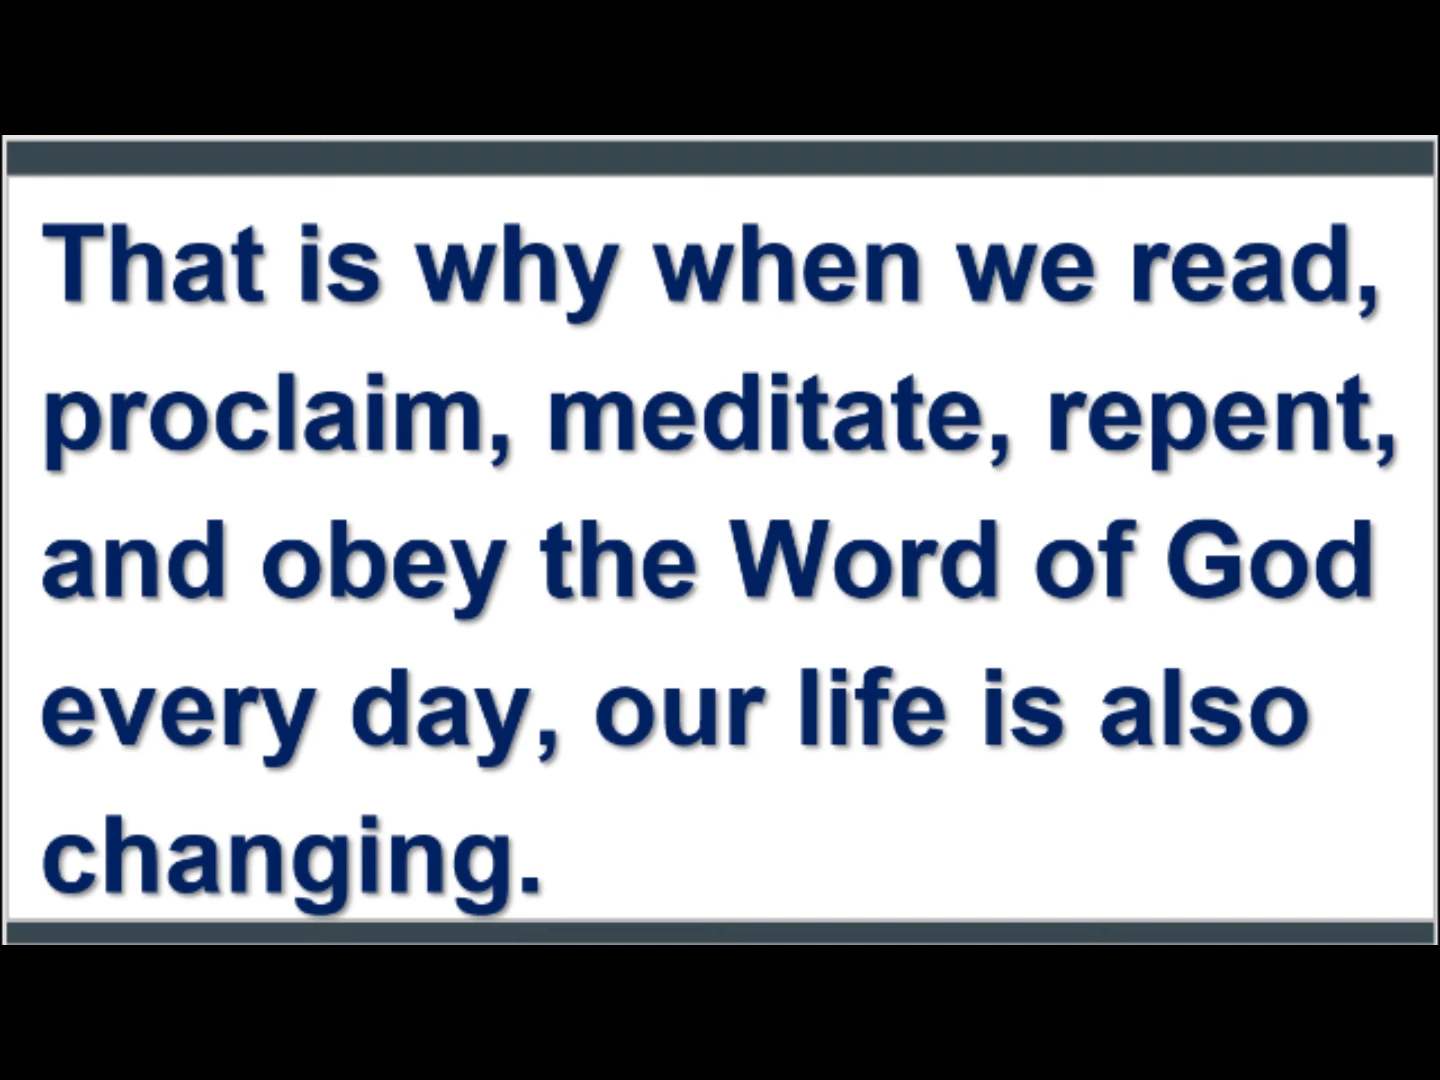 That is why when we read,
proclaim, meditate, repent,
and obey the Word of God
every day, our life is also
changing.